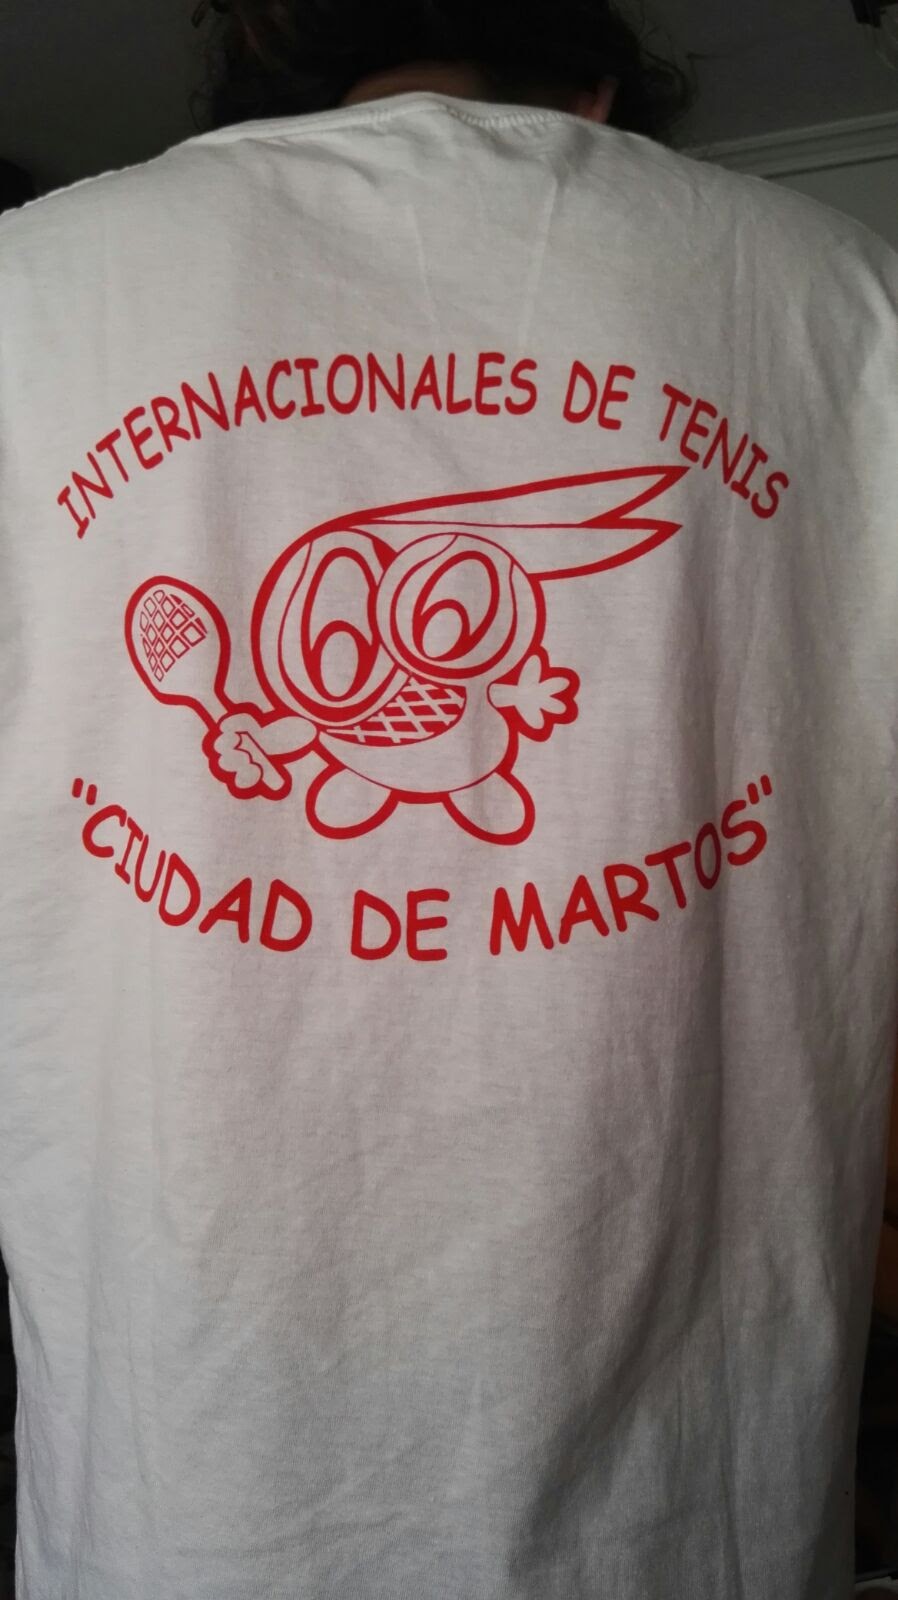 INTERNACIONALES DE TENIS
"CIUDAD DE MARTOS"